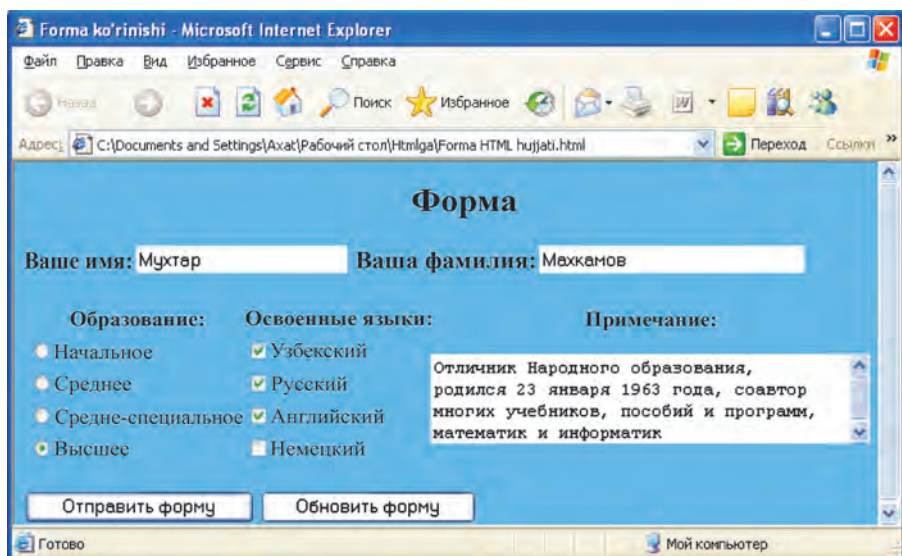 Forma ko'rinishi - Microsoft Internet Explorer
Файл Правка Вид Избранное Сервис Справка
Назад Поиск Избранное
Адрес: C:\Documents and Settings\Axat\Рабочий стол\Htmlga\Forma HTML hujjati.html Переход Ссылки »
Форма
Ваше имя: Мухтар Ваша фамилия: Махкамов
Образование: Освоенные языки: Примечание:
Начальное Узбекский
Отличник Народного образования,
Среднее Русский
родился 23 января 1963 года, соавтор
Средне-специальное Английский
многих учебников, пособий и программ,
математик и информатик
Высшее Немецкий
Отправить форму Обновить форму
Готово Мой компьютер